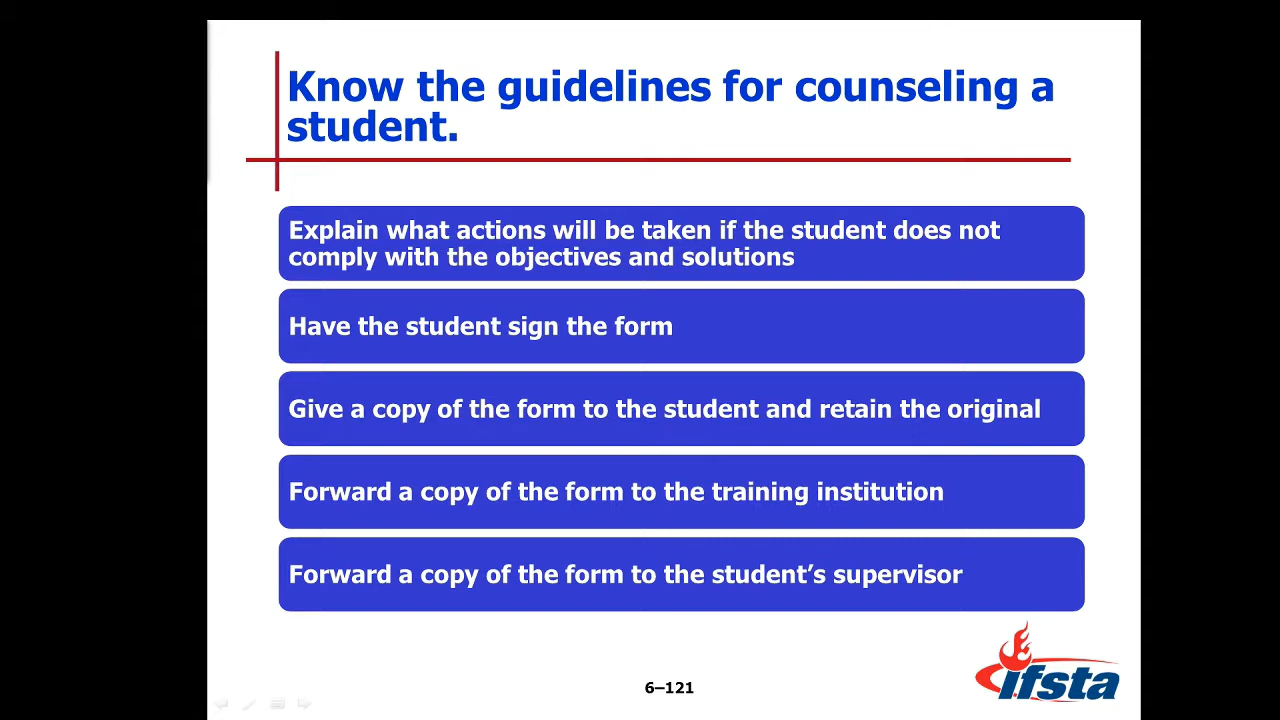 Know the guidelines for counseling a
student.
Explain what actions will be taken if the student does not
comply with the objectives and solutions
Have the student sign the form
Give a copy of the form to the student and retain the original
Forward a copy of the form to the training institution
Forward a copy of the form to the student’s supervisor
ifsta
6–121